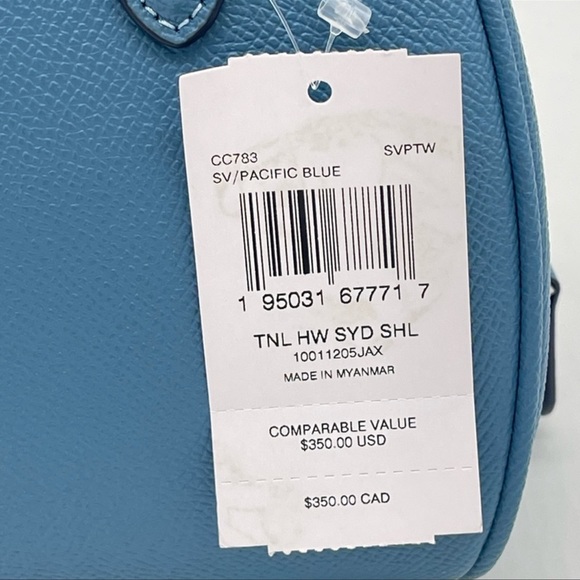 CC783 SVPTW
SV/PACIFIC BLUE
1 95031 67771 7
TNL HW SYD SHL
10011205JAX
MADE IN MYANMAR
COMPARABLE VALUE
$350.00 USD
$350.00 CAD